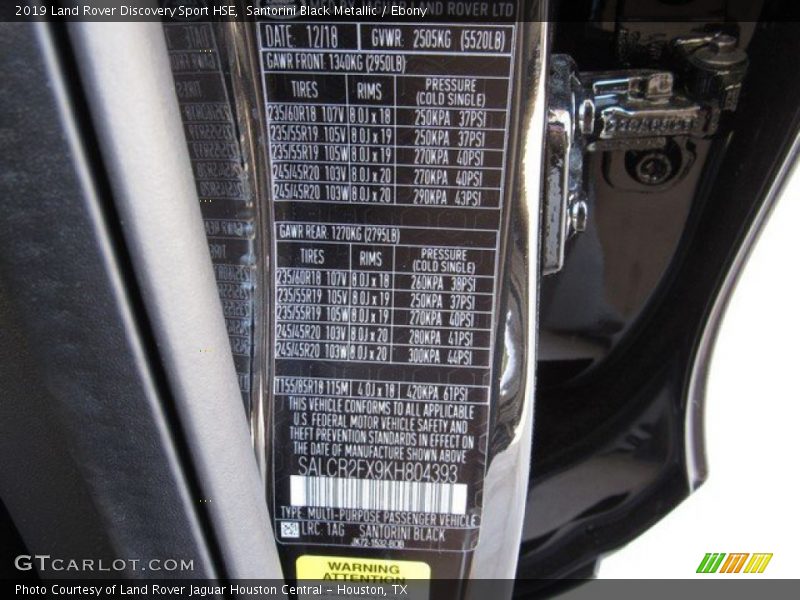 2019 Land Rover Discovery Sport HSE, Santorini Black Metallic / Ebony
LAND ROVER LTD
DATE: 12/18 GVWR: 2505KG (5520LB)
GAWR FRONT: 1340KG (2950LB)
TIRES RIMS PRESSURE (COLD SINGLE)
235/60R18 107V 8.0J x 18 250KPA 37PSI
235/55R19 105V 8.0J x 19 250KPA 37PSI
235/55R19 105W 8.0J x 19 270KPA 40PSI
245/45R20 103V 8.0J x 20 270KPA 40PSI
245/45R20 103W 8.0J x 20 290KPA 43PSI
GAWR REAR: 1270KG (2795LB)
TIRES RIMS PRESSURE (COLD SINGLE)
235/60R18 107V 8.0J x 18 260KPA 38PSI
235/55R19 105V 8.0J x 19 250KPA 37PSI
235/55R19 105W 8.0J x 19 270KPA 40PSI
245/45R20 103V 8.0J x 20 280KPA 41PSI
245/45R20 103W 8.0J x 20 300KPA 44PSI
T155/85R18 115M 4.0J x 18 420KPA 61PSI
THIS VEHICLE CONFORMS TO ALL APPLICABLE
U.S. FEDERAL MOTOR VEHICLE SAFETY AND
THEFT PREVENTION STANDARDS IN EFFECT ON
THE DATE OF MANUFACTURE SHOWN ABOVE
SALCR2FX9KH804393
TYPE: MULTI-PURPOSE PASSENGER VEHICLE
LRC: 1AG SANTORINI BLACK
WARNING
ATTENTION
GTCARLOT.COM
Photo Courtesy of Land Rover Jaguar Houston Central – Houston, TX